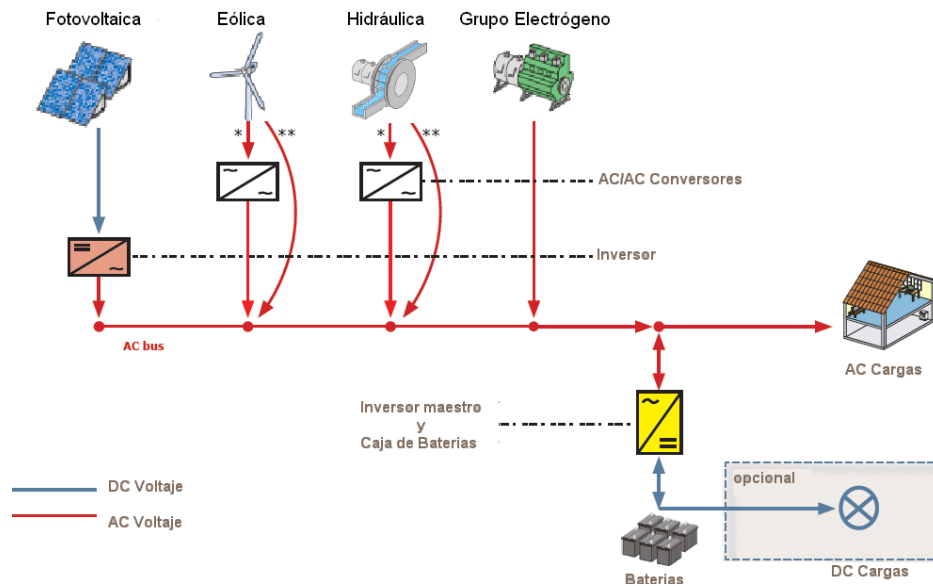 Fotovoltaica
Eólica
Hidráulica
Grupo Electrógeno
* **
* **
AC/AC Conversores
Inversor
AC bus
AC Cargas
Inversor maestro
y
Caja de Baterias
opcional
DC Voltaje
AC Voltaje
Baterias
DC Cargas